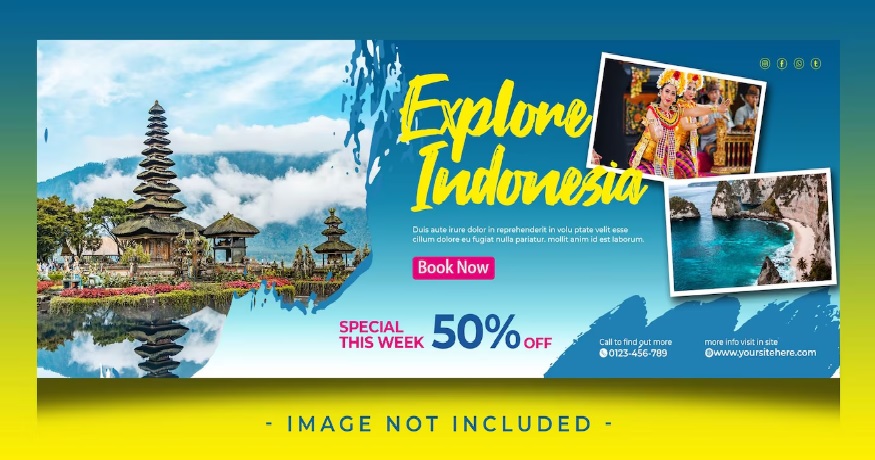 Explore
Indonesia
Duis aute irure dolor in reprehenderit in volu ptate velit esse
cillum dolore eu fugiat nulla pariatur. mollit anim id est laborum.
Book Now
SPECIAL
THIS WEEK
50%
OFF
Call to find out more
0123-456-789
more info visit in site
www.yoursitehere.com
- IMAGE NOT INCLUDED -